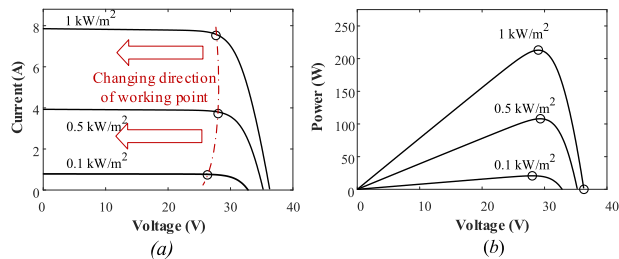 1 kW/m2
8
6
4
2
0
Current (A)
Changing direction
of working point
0.5 kW/m2
0.1 kW/m2
0 10 20 30 40
Voltage (V)
(a)
250
200
150
100
50
0
Power (W)
1 kW/m2
0.5 kW/m2
0.1 kW/m2
0 10 20 30 40
Voltage (V)
(b)